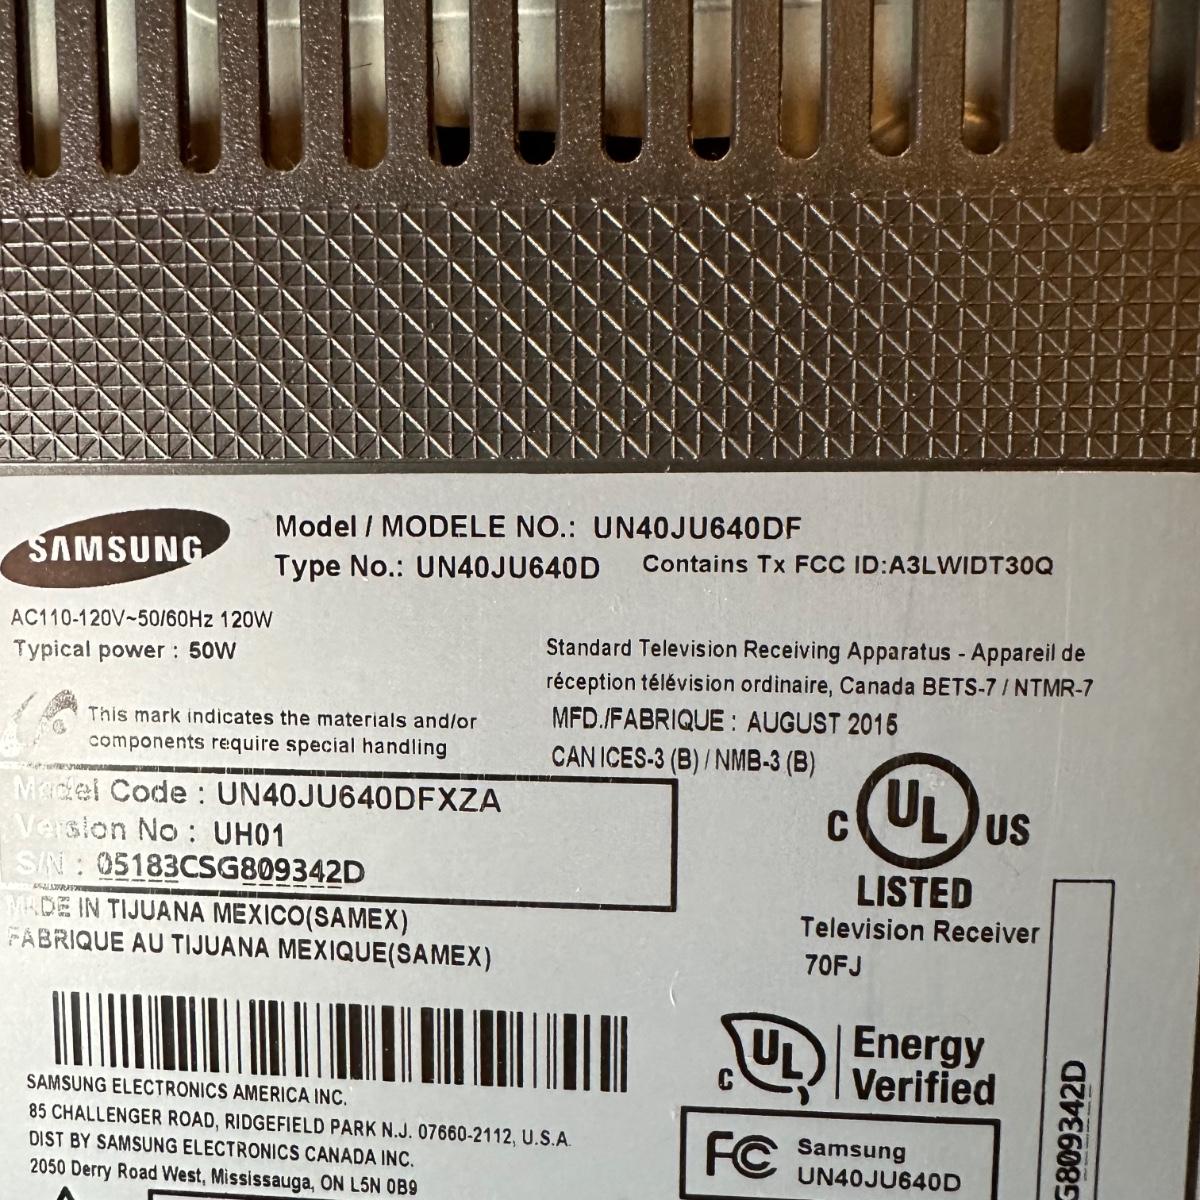 SAMSUNG
Model / MODELE NO.: UN40JU640DF
Type No.: UN40JU640D Contains Tx FCC ID:A3LWIDT30Q
AC110-120V~50/60Hz 120W
Typical power : 50W
Standard Television Receiving Apparatus - Appareil de
réception télévision ordinaire, Canada BETS-7 / NTMR-7
This mark indicates the materials and/or
components require special handling
MFD./FABRIQUE : AUGUST 2015
CAN ICES-3 (B) / NMB-3 (B)
Model Code : UN40JU640DFXZA
Version No : UH01
S/N : 05183CSG809342D
C UL US
LISTED
Television Receiver
70FJ
MADE IN TIJUANA MEXICO(SAMEX)
FABRIQUE AU TIJUANA MEXIQUE(SAMEX)
C UL Energy
Verified
SAMSUNG ELECTRONICS AMERICA INC.
85 CHALLENGER ROAD, RIDGEFIELD PARK N.J. 07660-2112, U.S.A.
DIST BY SAMSUNG ELECTRONICS CANADA INC.
2050 Derry Road West, Mississauga, ON L5N 0B9
FC Samsung
UN40JU640D
G809342D